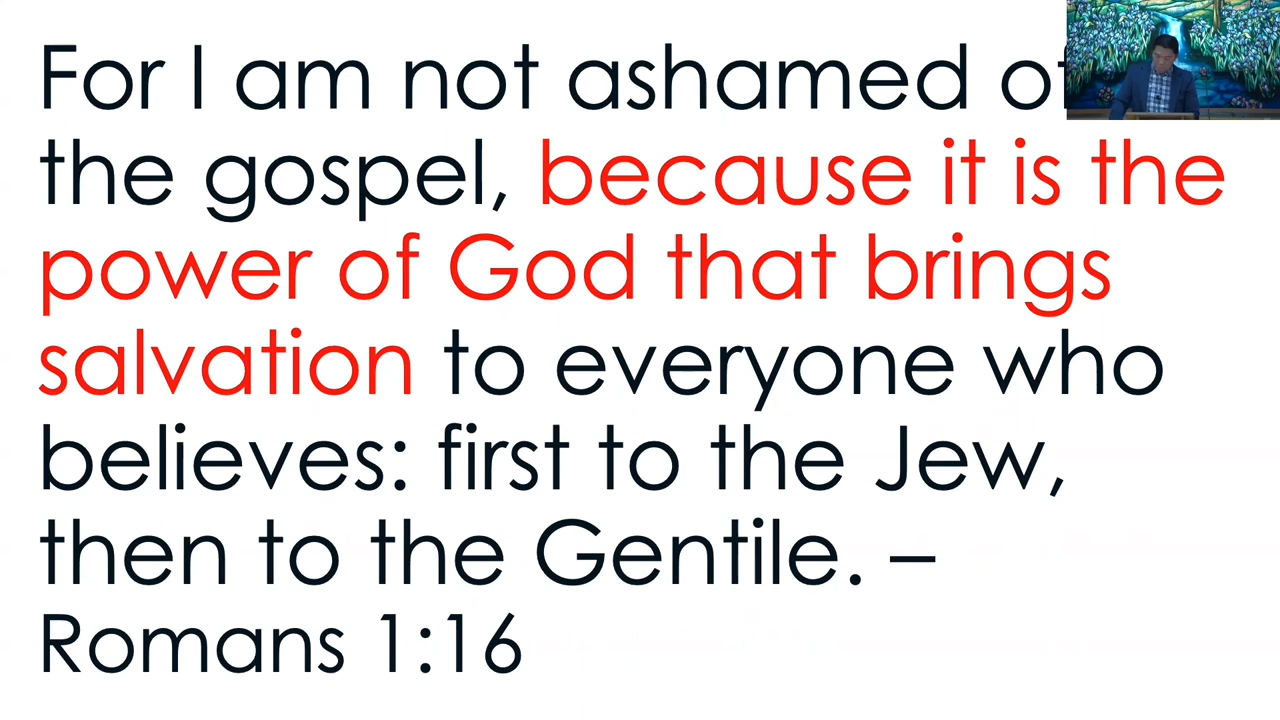 For I am not ashamed of
the gospel, because it is the
power of God that brings
salvation to everyone who
believes: first to the Jew,
then to the Gentile. –
Romans 1:16